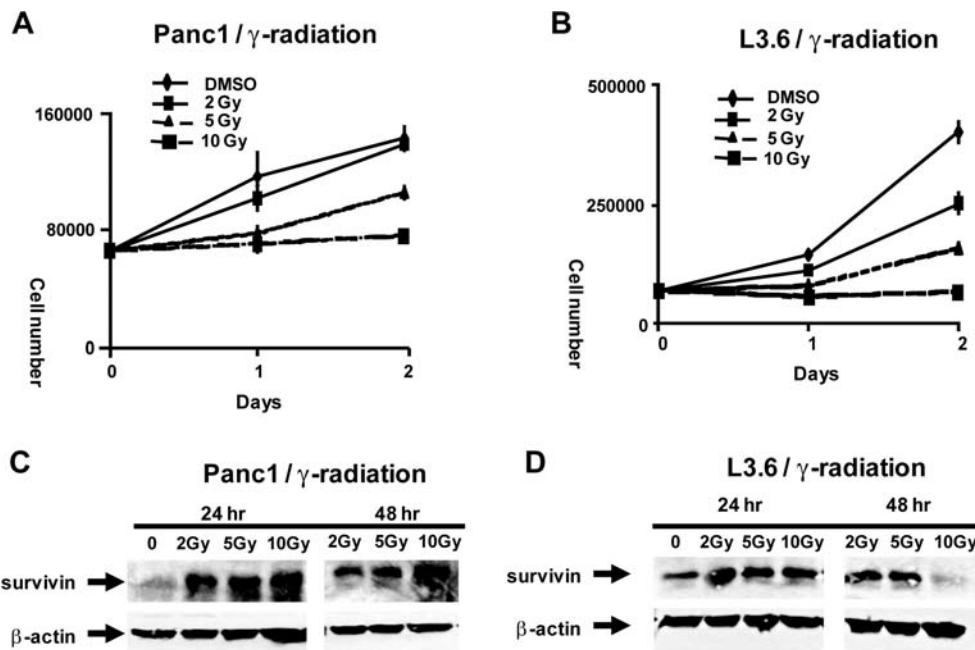 A
Panc1 / γ-radiation
DMSO
2 Gy
5 Gy
10 Gy
160000
80000
0
Cell number
0 1 2
Days
B
L3.6 / γ-radiation
DMSO
2 Gy
5 Gy
10 Gy
500000
250000
0
Cell number
0 1 2
Days
C
Panc1 / γ-radiation
24 hr 48 hr
0 2Gy 5Gy 10Gy 2Gy 5Gy 10Gy
survivin
β-actin
D
L3.6 / γ-radiation
24 hr 48 hr
0 2Gy 5Gy 10Gy 2Gy 5Gy 10Gy
survivin
β-actin